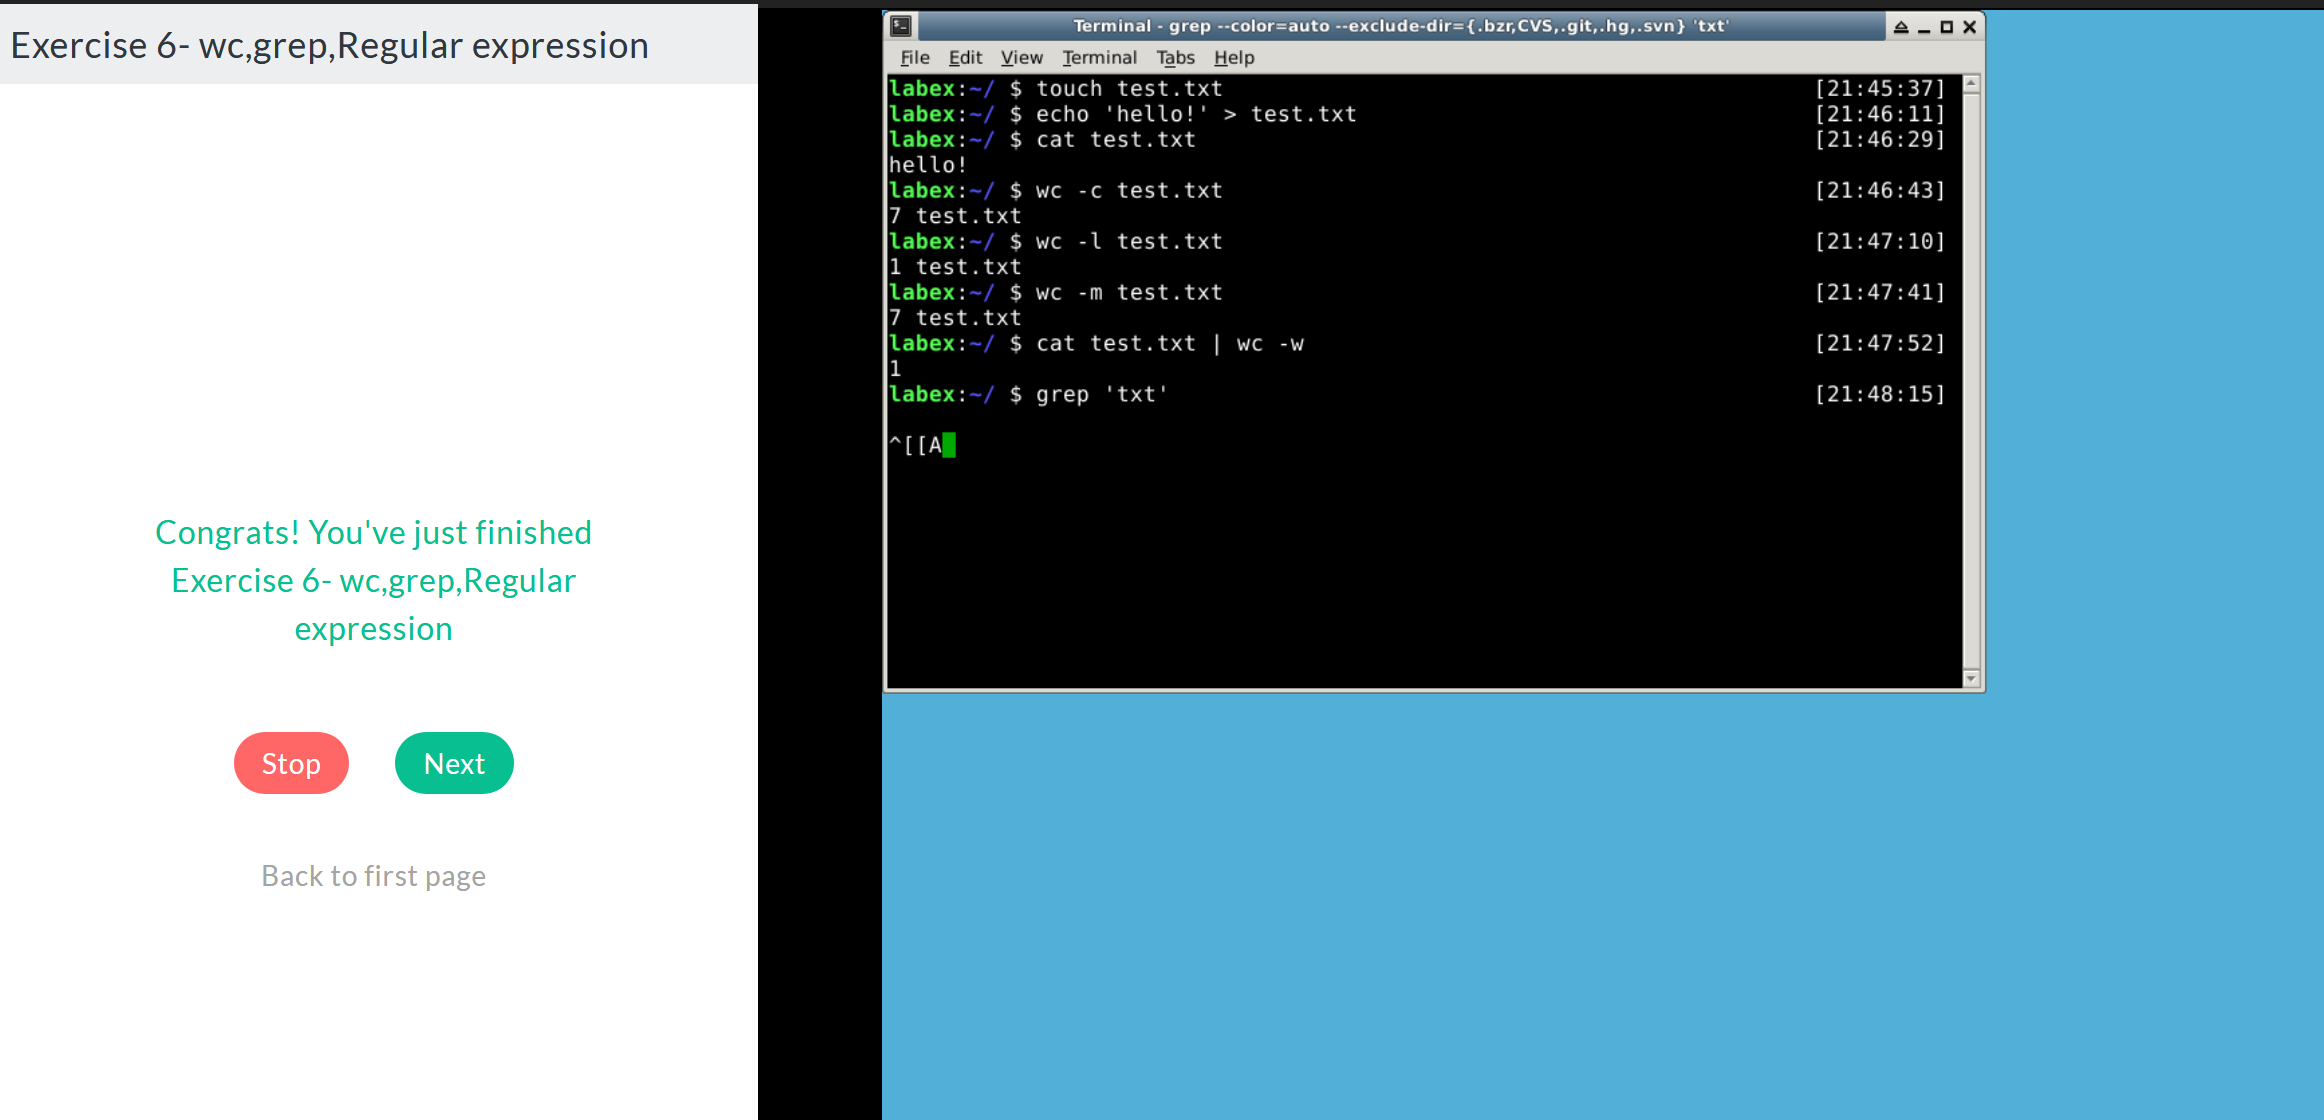 Exercise 6- wc,grep,Regular expression
Congrats! You've just finished
Exercise 6- wc,grep,Regular
expression
Stop Next
Back to first page
Terminal - grep --color=auto --exclude-dir={.bzr,CVS,.git,.hg,.svn} 'txt'
File Edit View Terminal Tabs Help
labex:~/ $ touch test.txt [21:45:37]
labex:~/ $ echo 'hello!' > test.txt [21:46:11]
labex:~/ $ cat test.txt [21:46:29]
hello!
labex:~/ $ wc -c test.txt [21:46:43]
7 test.txt
labex:~/ $ wc -l test.txt [21:47:10]
1 test.txt
labex:~/ $ wc -m test.txt [21:47:41]
7 test.txt
labex:~/ $ cat test.txt | wc -w [21:47:52]
1
labex:~/ $ grep 'txt' [21:48:15]
^[[A